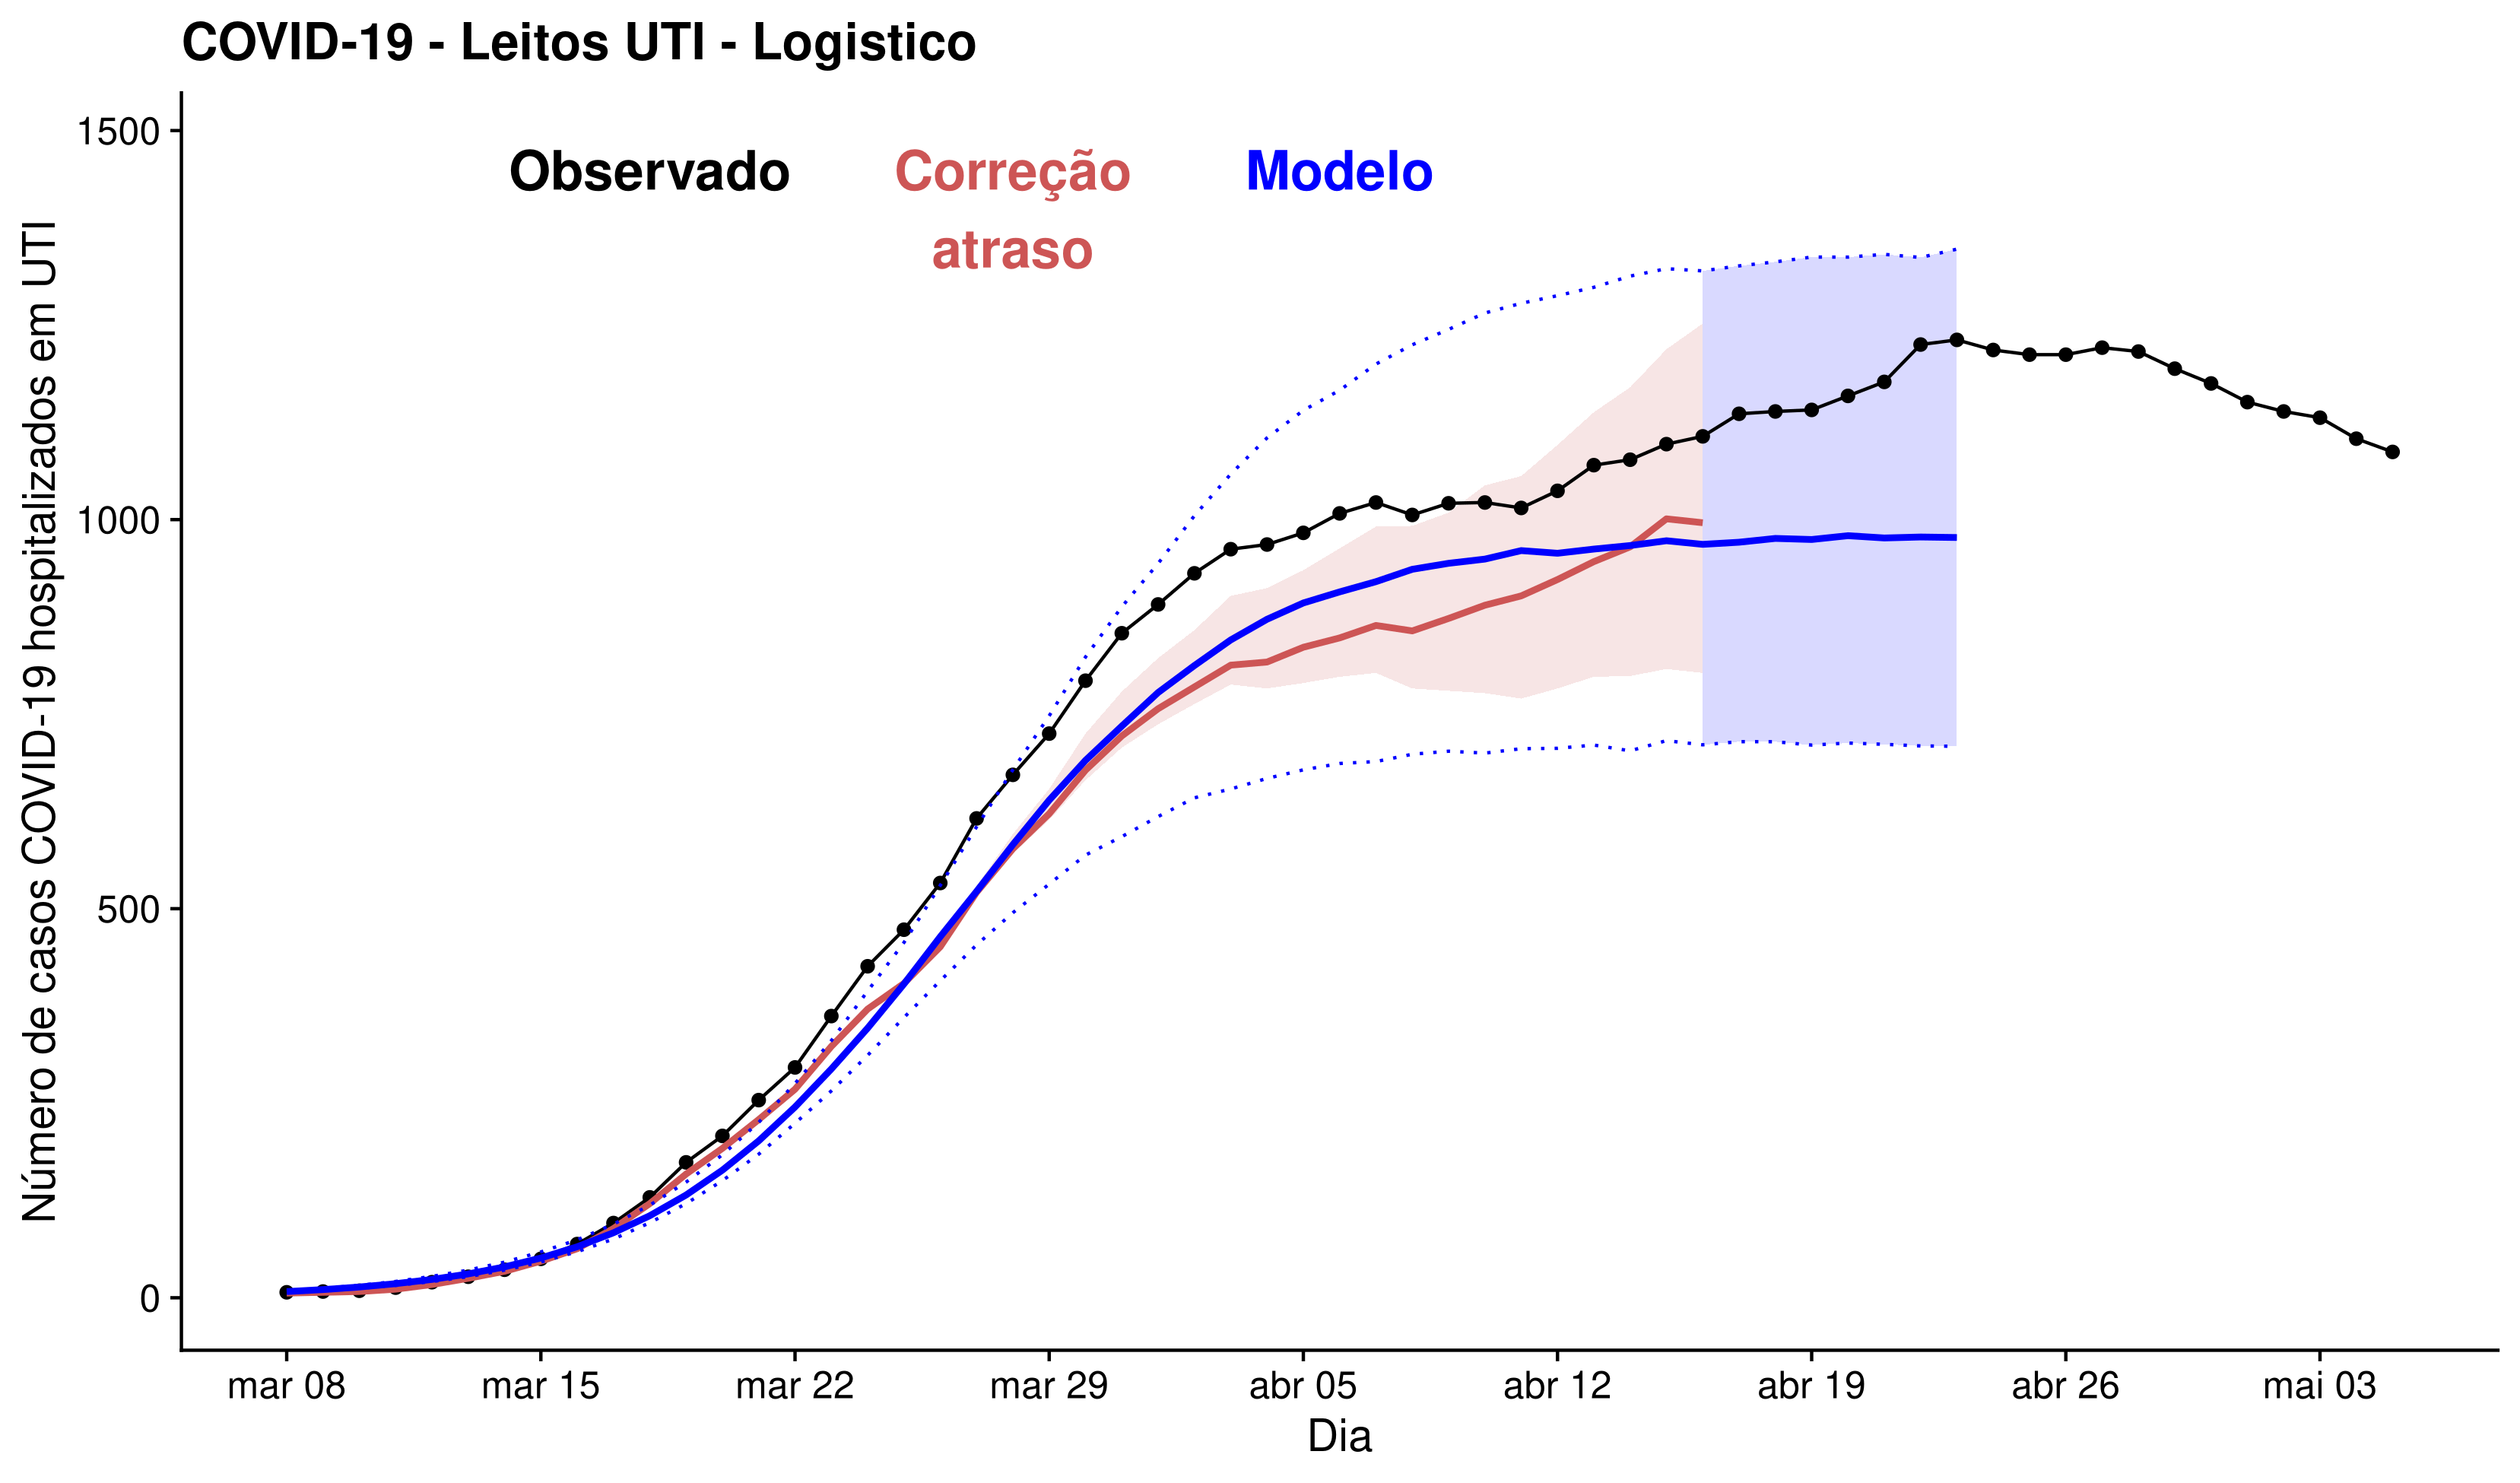 COVID-19 - Leitos UTI - Logistico
1500
Observado
Correção
atraso
Modelo
1000
500
0
Número de casos COVID-19 hospitalizados em UTI
mar 08
mar 15
mar 22
mar 29
abr 05
abr 12
abr 19
abr 26
mai 03
Dia